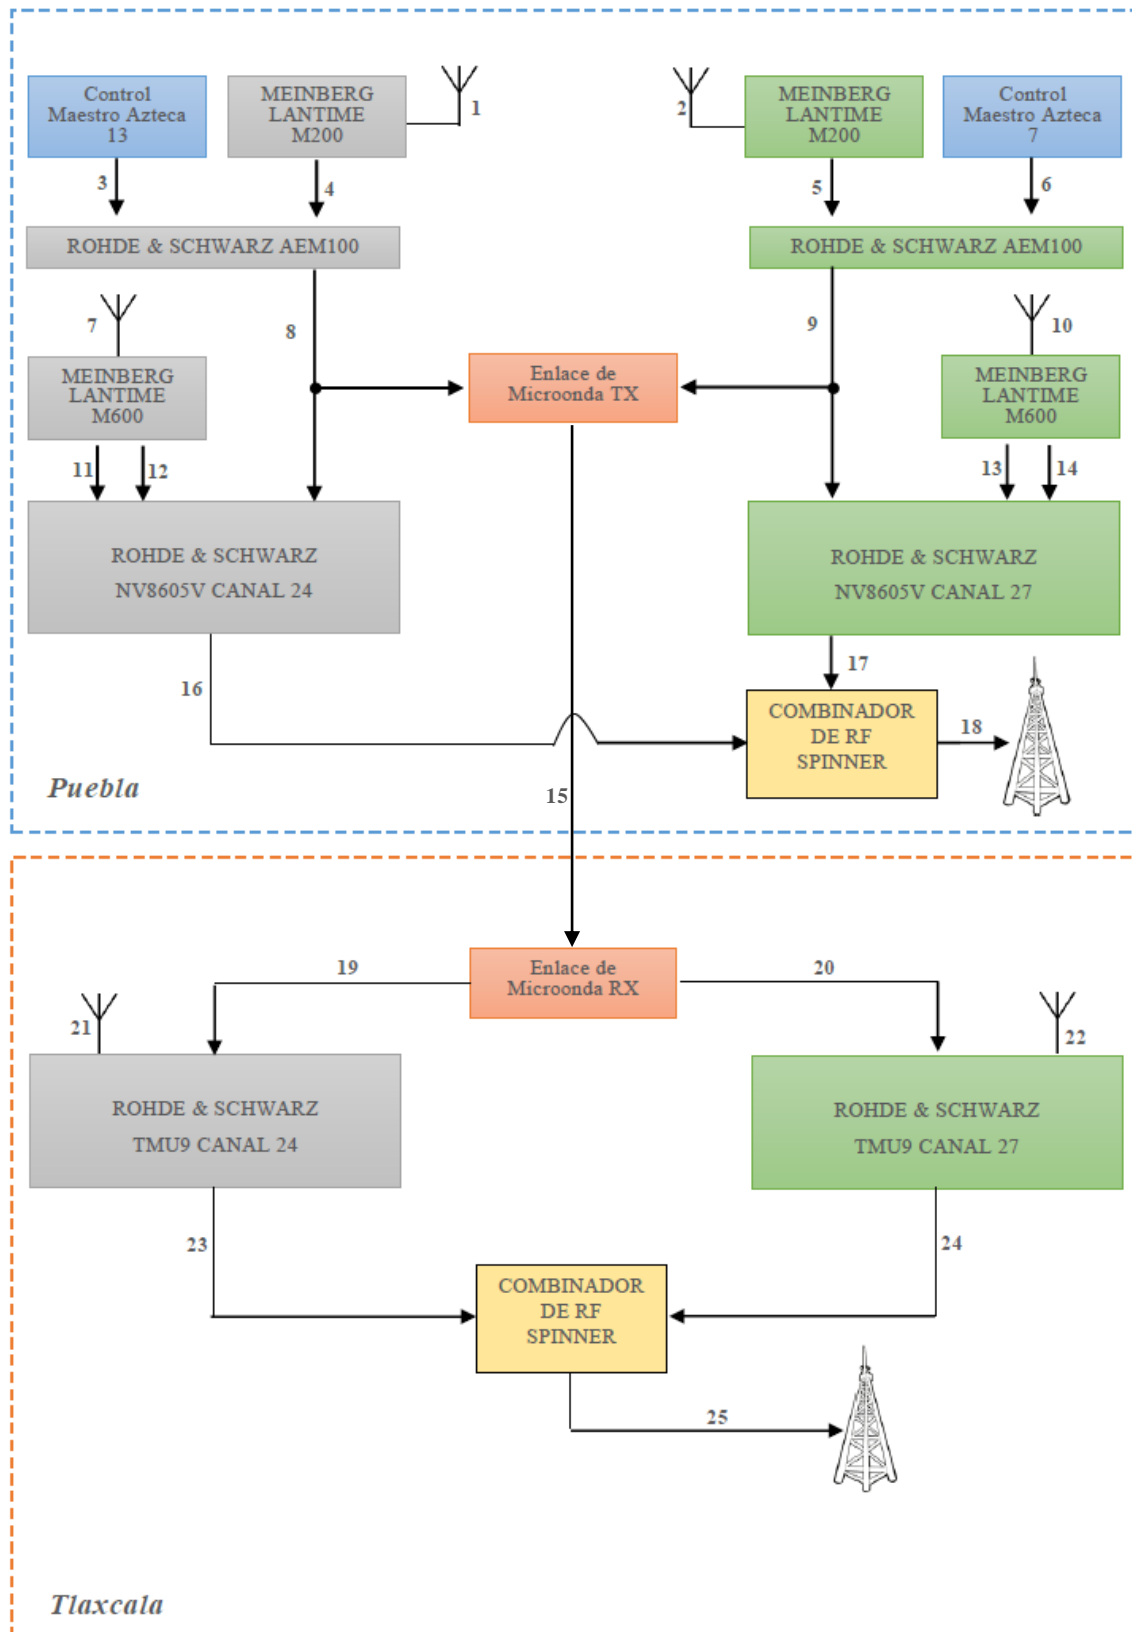 Control
Maestro Azteca
13
MEINBERG
LANTIME
M200
1
2
MEINBERG
LANTIME
M200
Control
Maestro Azteca
7
3
4
5
6
ROHDE & SCHWARZ AEM100
ROHDE & SCHWARZ AEM100
7
8
9
10
MEINBERG
LANTIME
M600
Enlace de
Microonda TX
MEINBERG
LANTIME
M600
11
12
13
14
ROHDE & SCHWARZ
NV8605V CANAL 24
ROHDE & SCHWARZ
NV8605V CANAL 27
16
17
COMBINADOR
DE RF
SPINNER
18
Puebla
15
19
Enlace de
Microonda RX
20
21
22
ROHDE & SCHWARZ
TMU9 CANAL 24
ROHDE & SCHWARZ
TMU9 CANAL 27
23
24
COMBINADOR
DE RF
SPINNER
25
Tlaxcala